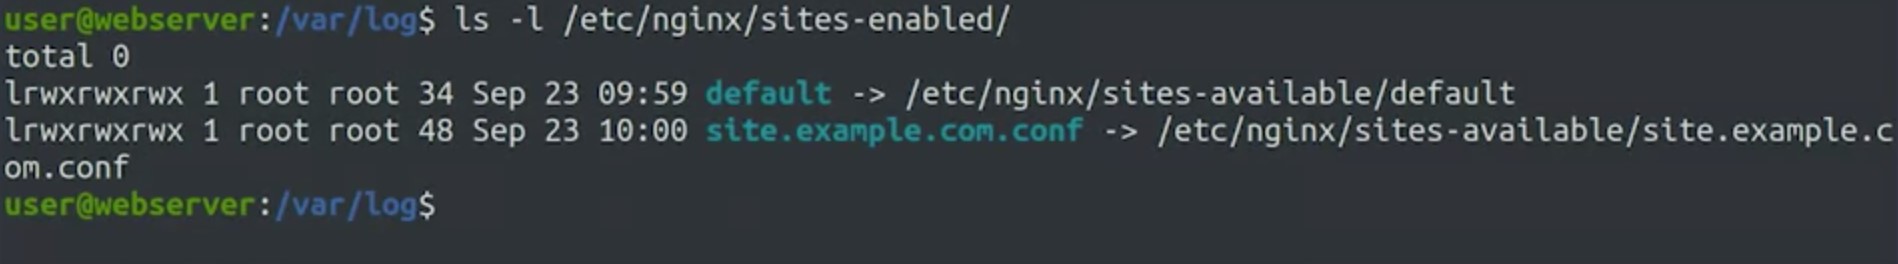 user@webserver:/var/log$ ls -l /etc/nginx/sites-enabled/
total 0
lrwxrwxrwx 1 root root 34 Sep 23 09:59 default -> /etc/nginx/sites-available/default
lrwxrwxrwx 1 root root 48 Sep 23 10:00 site.example.com.conf -> /etc/nginx/sites-available/site.example.c
om.conf
user@webserver:/var/log$